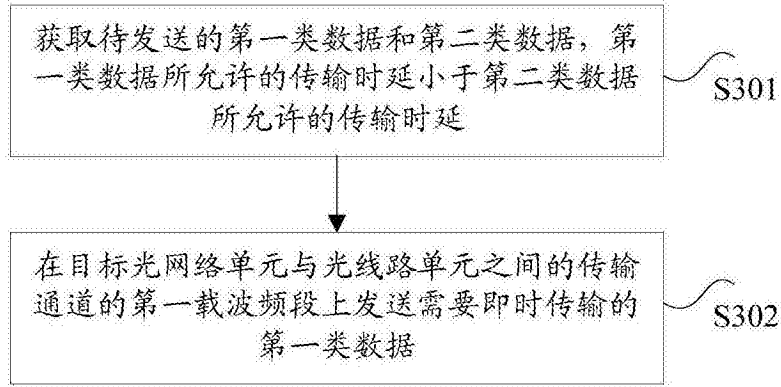 获取待发送的第一类数据和第二类数据，第
一类数据所允许的传输时延小于第二类数据
所允许的传输时延
S301
在目标光网络单元与光线路单元之间的传输
通道的第一载波频段上发送需要即时传输的
第一类数据
S302